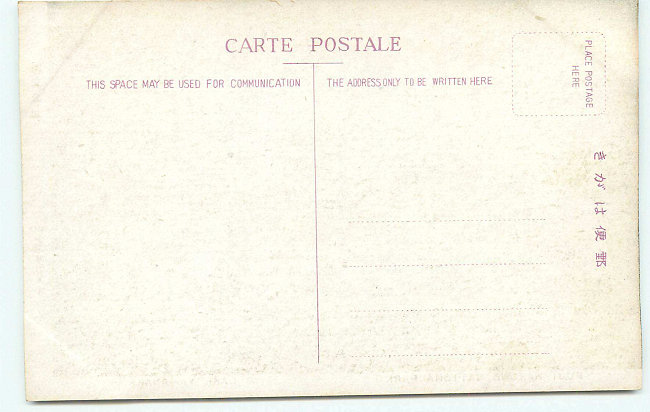 CARTE POSTALE
THIS SPACE MAY BE USED FOR COMMUNICATION
THE ADDRESS ONLY TO BE WRITTEN HERE
PLACE POSTAGE
HERE
郵便はがき